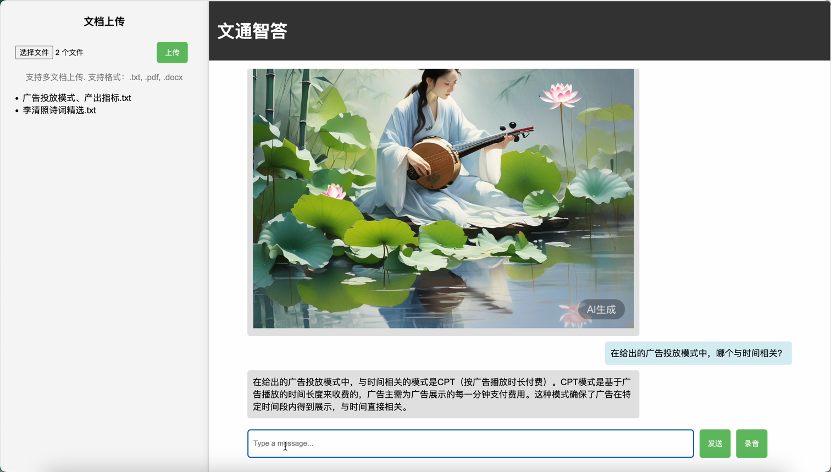 文档上传
选择文件 2 个文件
上传
支持多文档上传. 支持格式：.txt, .pdf, .docx
• 广告投放模式、产出指标.txt
• 李清照诗词精选.txt
文通智答
AI生成
在给出的广告投放模式中，哪个与时间相关？
在给出的广告投放模式中，与时间相关的模式是CPT（按广告播放时长付费）。CPT模式是基于广
告播放的时间长度来收费的，广告主需为广告展示的每一分钟支付费用。这种模式确保了广告在特
定时间段内得到展示，与时间直接相关。
Type a message...
发送
录音